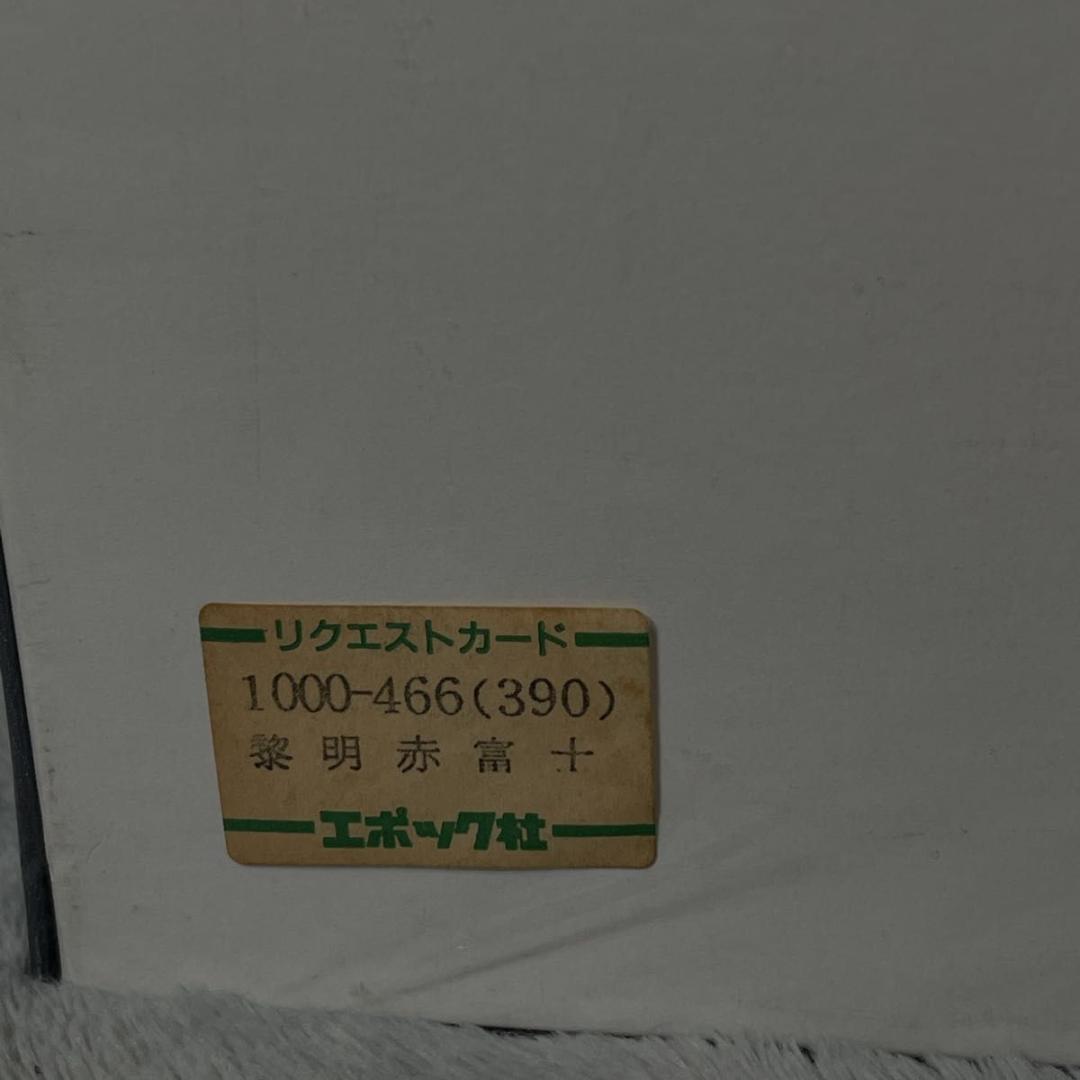 リクエストカード
1000-466(390)
黎明赤富士
エポック社